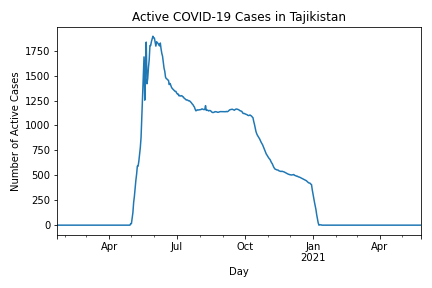 Active COVID-19 Cases in Tajikistan
Number of Active Cases
1750
1500
1250
1000
750
500
250
0
Apr
Jul
Oct
Jan
2021
Apr
Day